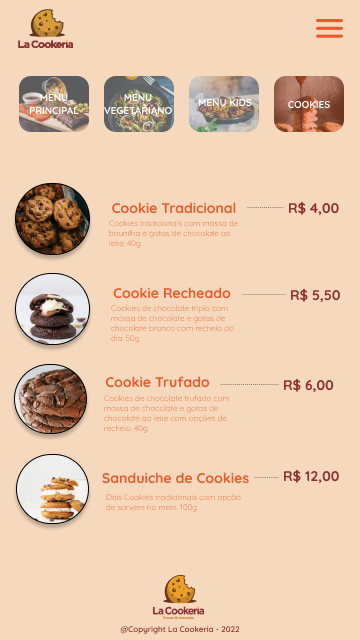 La Cookeria
MENU
PRINCIPAL
MENU
VEGETARIANO
MENU KIDS
COOKIES
Cookie Tradicional
R$ 4,00
Cookies tradicionais com massa de
baunilha e gotas de chocolate ao
leite. 40g
Cookie Recheado
R$ 5,50
Cookies de chocolate triplo com
massa de chocolate e gotas de
chocolate branco com recheio do
dia. 50g
Cookie Trufado
R$ 6,00
Cookies de chocolate trufado com
massa de chocolate e gotas de
chocolate ao leite com opções de
recheio. 40g
Sanduiche de Cookies
R$ 12,00
Dois Cookies tradicionais com opção
de sorvete no meio. 100g
La Cookeria
@Copyright La Cookeria - 2022